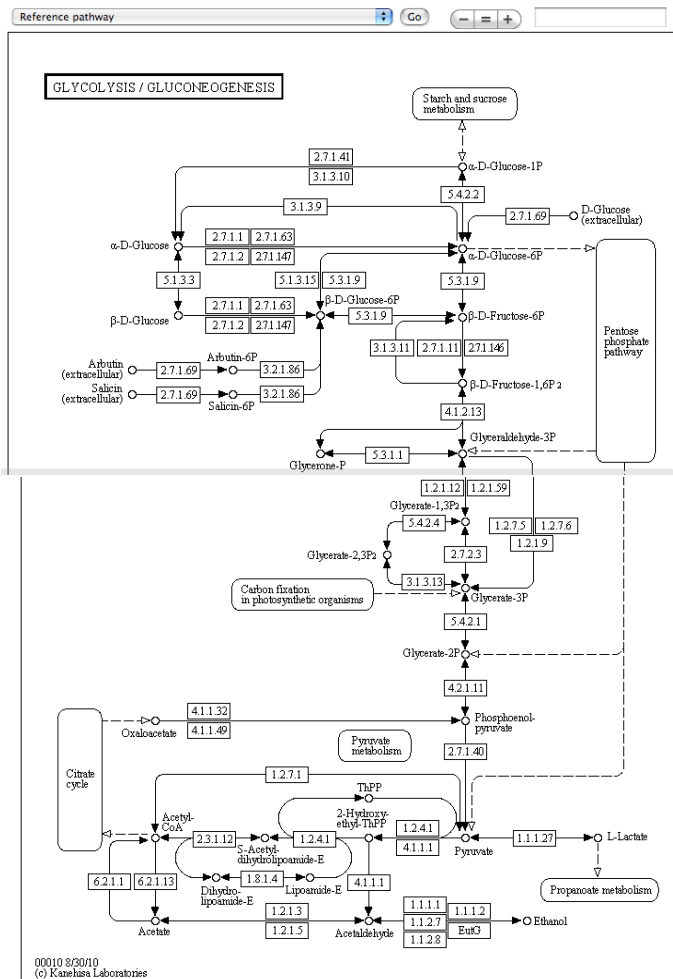 Reference pathway
Go
−
=
+
GLYCOLYSIS / GLUCONEOGENESIS
Starch and sucrose
metabolism
2.7.1.41
3.1.3.10
α-D-Glucose-1P
5.4.2.2
3.1.3.9
2.7.1.69
D-Glucose
(extracellular)
α-D-Glucose
2.7.1.1
2.7.1.63
2.7.1.2
2.7.1.147
α-D-Glucose-6P
5.1.3.3
5.1.3.15
5.3.1.9
5.3.1.9
β-D-Glucose
2.7.1.1
2.7.1.63
2.7.1.2
2.7.1.147
β-D-Glucose-6P
5.3.1.9
β-D-Fructose-6P
Pentose
phosphate
pathway
3.1.3.11
2.7.1.11
2.7.1.146
Arbutin
(extracellular)
2.7.1.69
Arbutin-6P
3.2.1.86
Salicin
(extracellular)
2.7.1.69
Salicin-6P
3.2.1.86
β-D-Fructose-1,6P2
4.1.2.13
Glyceraldehyde-3P
Glycerone-P
5.3.1.1
1.2.1.12
1.2.1.59
Glycerate-1,3P2
5.4.2.4
1.2.7.5
1.2.7.6
1.2.1.9
Glycerate-2,3P2
2.7.2.3
3.1.3.13
Carbon fixation
in photosynthetic organisms
Glycerate-3P
5.4.2.1
Glycerate-2P
4.2.1.11
4.1.1.32
4.1.1.49
Oxaloacetate
Phosphoenol-
pyruvate
Pyruvate
metabolism
2.7.1.40
Citrate
cycle
1.2.7.1
ThPP
Acetyl-
CoA
2-Hydroxy-
ethyl-ThPP
2.3.1.12
S-Acetyl-
dihydrolipoamide-E
1.2.4.1
1.2.4.1
4.1.1.1
Pyruvate
1.1.1.27
L-Lactate
6.2.1.1
6.2.1.13
1.8.1.4
Dihydro-
lipoamide-E
Lipoamide-E
4.1.1.1
Propanoate metabolism
Acetate
1.2.1.3
1.2.1.5
Acetaldehyde
1.1.1.1
1.1.1.2
1.1.2.7
EutG
1.1.2.8
Ethanol
00010 8/30/10
(c) Kanehisa Laboratories